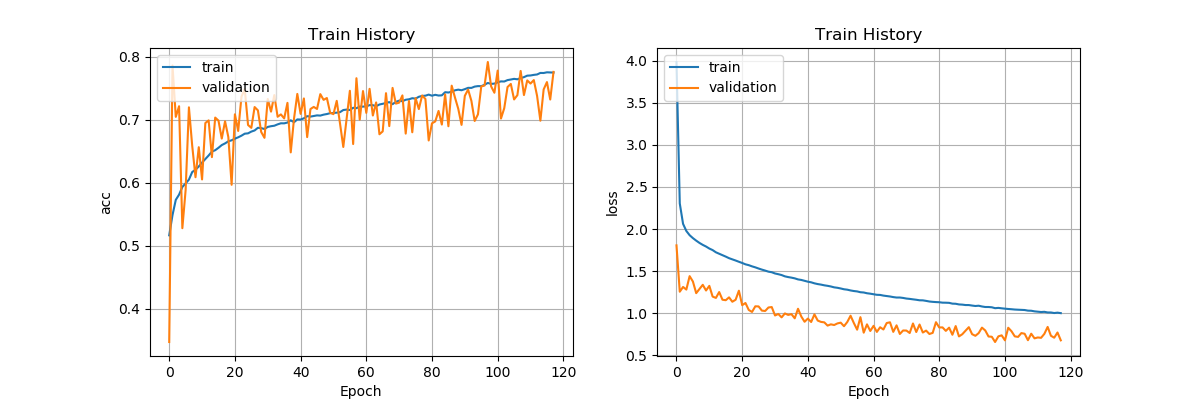 Train History
train
validation
0.8
0.7
0.6
0.5
0.4
acc
0 20 40 60 80 100 120
Epoch
Train History
train
validation
4.0
3.5
3.0
2.5
2.0
1.5
1.0
0.5
loss
0 20 40 60 80 100 120
Epoch